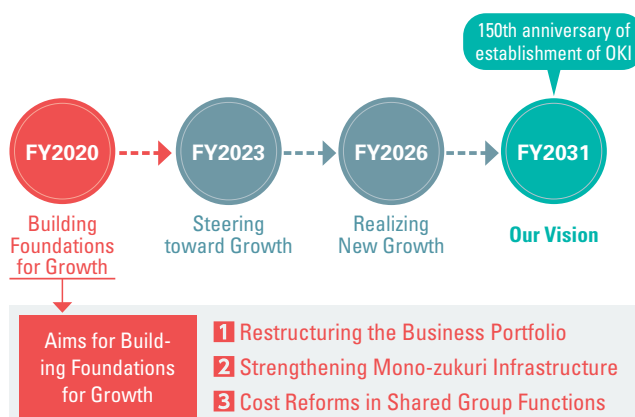 150th anniversary of
establishment of OKI
FY2020
FY2023
FY2026
FY2031
Building
Foundations
for Growth
Steering
toward Growth
Realizing
New Growth
Our Vision
Aims for Build-
ing Foundations
for Growth
1 Restructuring the Business Portfolio
2 Strengthening Mono-zukuri Infrastructure
3 Cost Reforms in Shared Group Functions